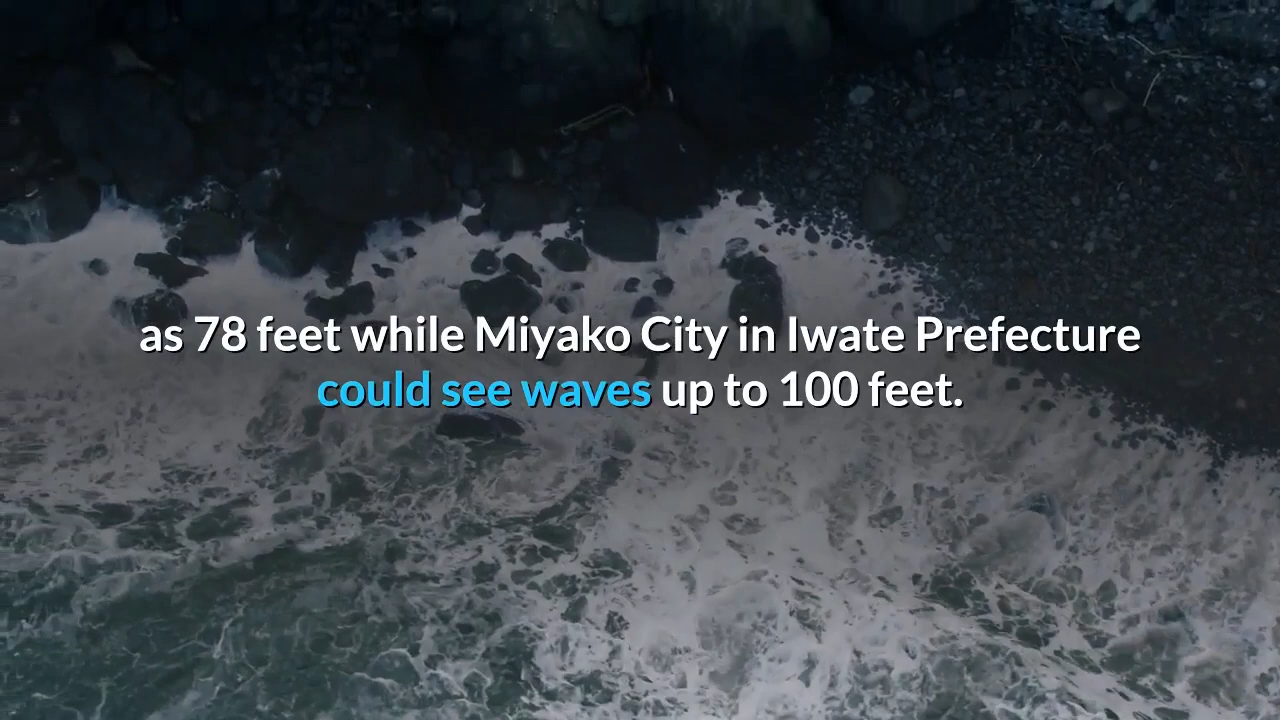 as 78 feet while Miyako City in Iwate Prefecture
could see waves up to 100 feet.